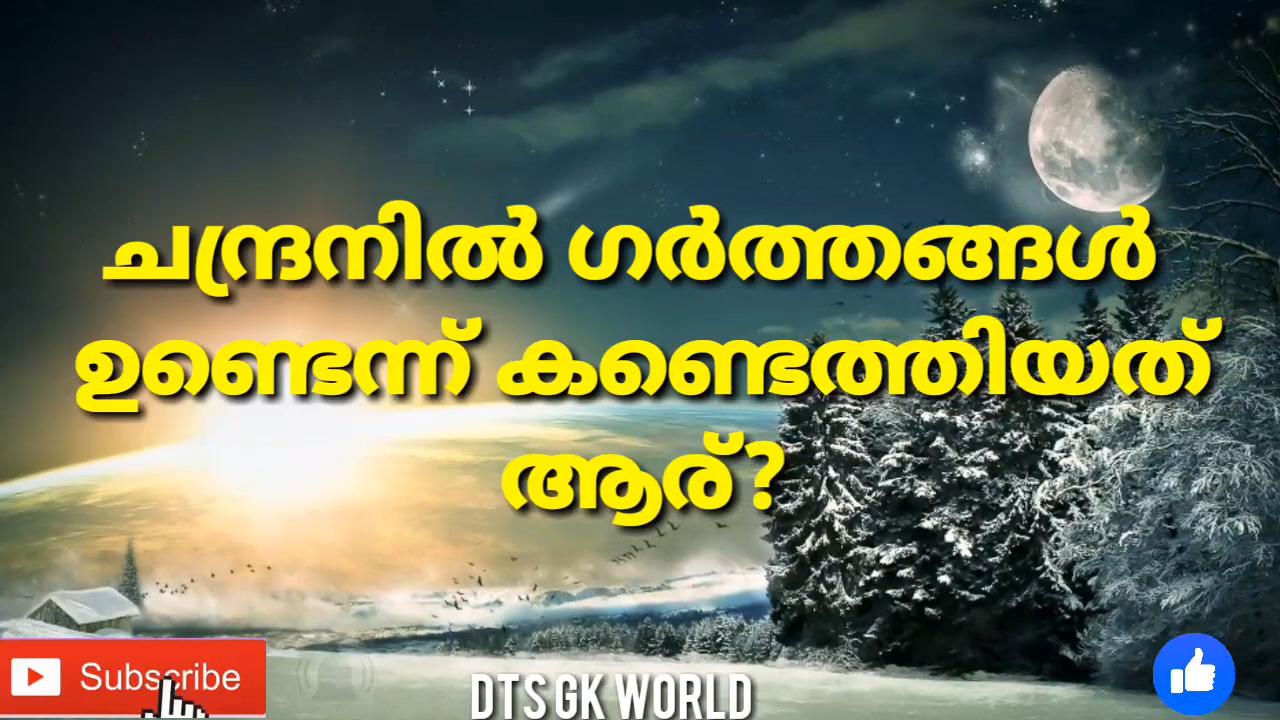 ചന്ദ്രനിൽ ഗർത്തങ്ങൾ
ഉണ്ടെന്ന് കണ്ടെത്തിയത്
ആര്?
Subscribe
DTS GK WORLD